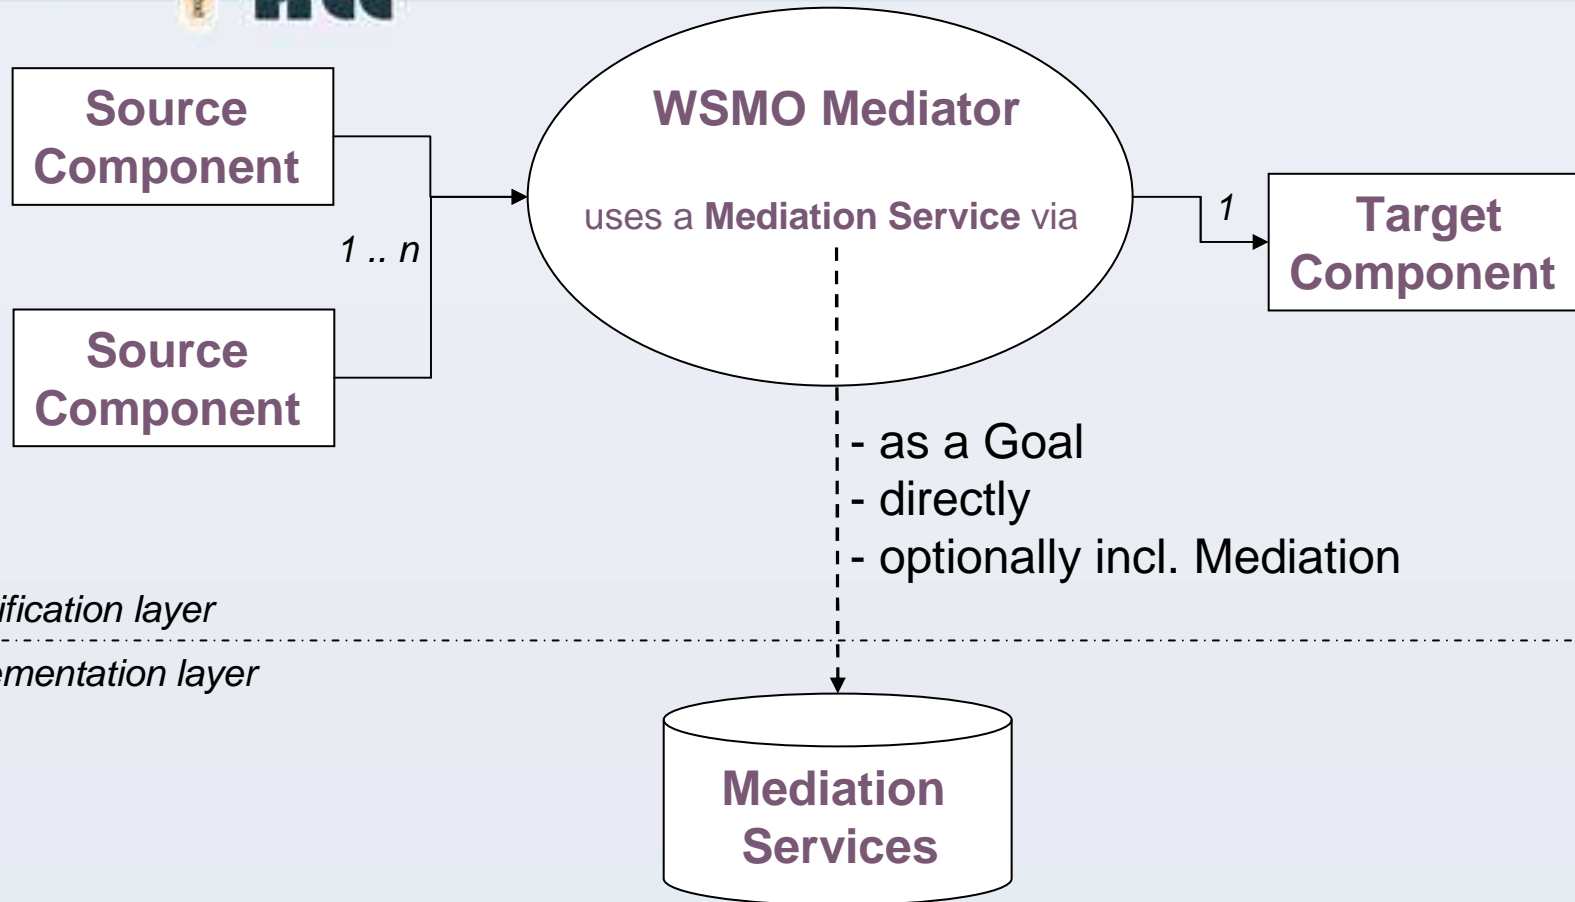 Source
Component
WSMO Mediator
uses a Mediation Service via
1
Target
Component
1 .. n
Source
Component
- as a Goal
- directly
- optionally incl. Mediation
ification layer
ementation layer
Mediation
Services